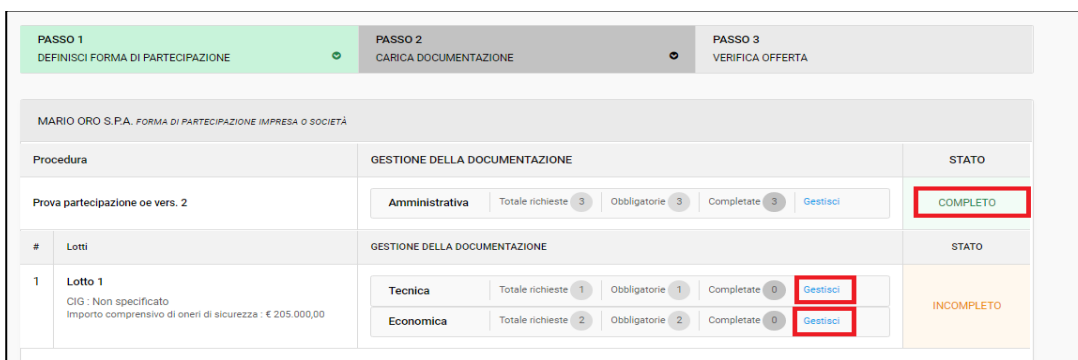 PASSO 1
DEFINISCI FORMA DI PARTECIPAZIONE
PASSO 2
CARICA DOCUMENTAZIONE
PASSO 3
VERIFICA OFFERTA
MARIO ORO S.P.A. FORMA DI PARTECIPAZIONE IMPRESA O SOCIETÀ
Procedura GESTIONE DELLA DOCUMENTAZIONE STATO
Prova partecipazione oe vers. 2 Amministrativa Totale richieste 3 Obbligatorie 3 Completate 3 Gestisci COMPLETO
# Lotti GESTIONE DELLA DOCUMENTAZIONE STATO
1 Lotto 1
CIG : Non specificato
Importo comprensivo di oneri di sicurezza : € 205.000,00
Tecnica Totale richieste 1 Obbligatorie 1 Completate 0 Gestisci
Economica Totale richieste 2 Obbligatorie 2 Completate 0 Gestisci
INCOMPLETO